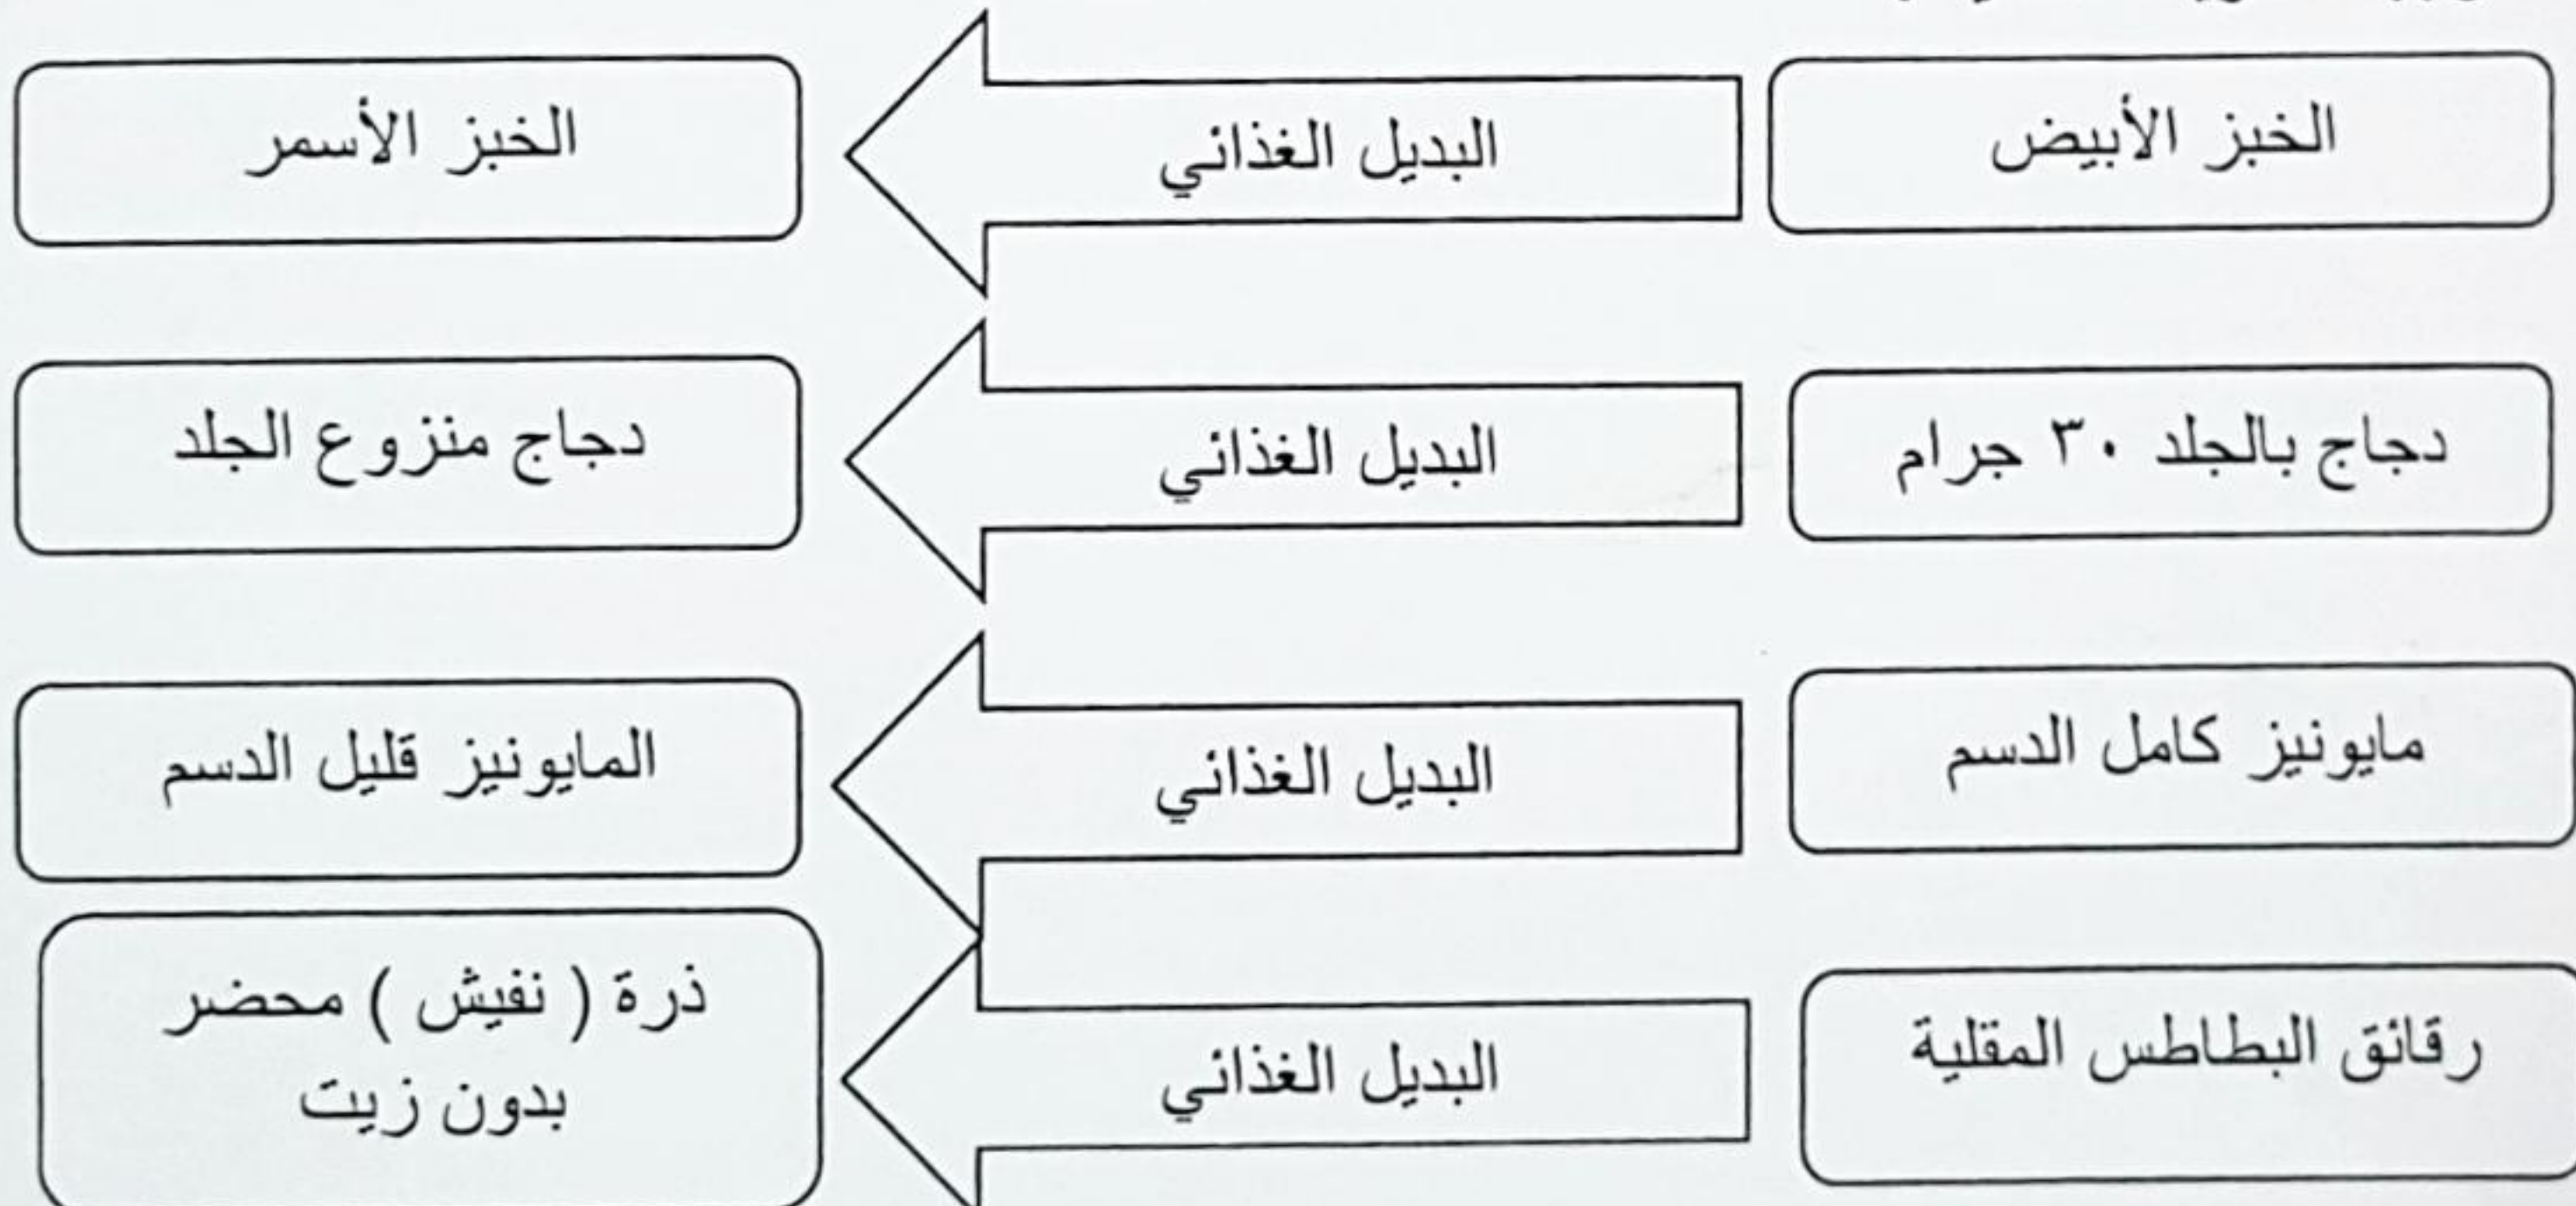 الخبز الأبيض
البديل الغذائي
الخبز الأسمر
دجاج بالجلد ٣٠ جرام
البديل الغذائي
دجاج منزوع الجلد
مايونيز كامل الدسم
البديل الغذائي
المايونيز قليل الدسم
رقائق البطاطس المقلية
البديل الغذائي
ذرة ( نفيش ) محضر
بدون زيت